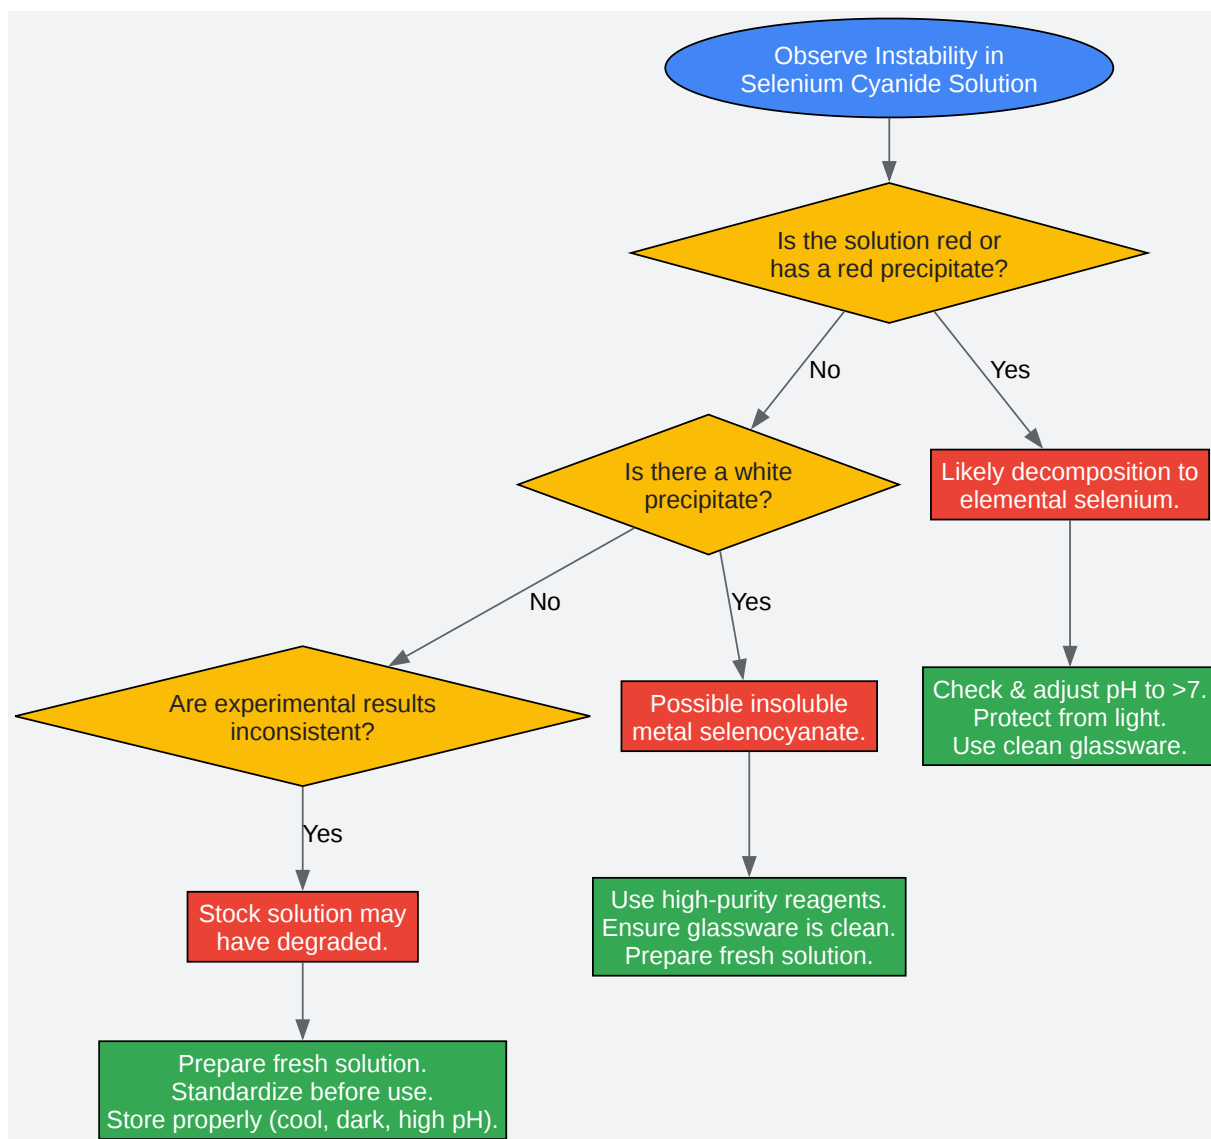 Observe Instability in
Selenium Cyanide Solution
Is the solution red or
has a red precipitate?
No
Yes
Is there a white
precipitate?
Likely decomposition to
elemental selenium.
No
Yes
Are experimental results
inconsistent?
Possible insoluble
metal selenocyanate.
Check & adjust pH to >7.
Protect from light.
Use clean glassware.
Yes
Stock solution may
have degraded.
Use high-purity reagents.
Ensure glassware is clean.
Prepare fresh solution.
Prepare fresh solution.
Standardize before use.
Store properly (cool, dark, high pH).